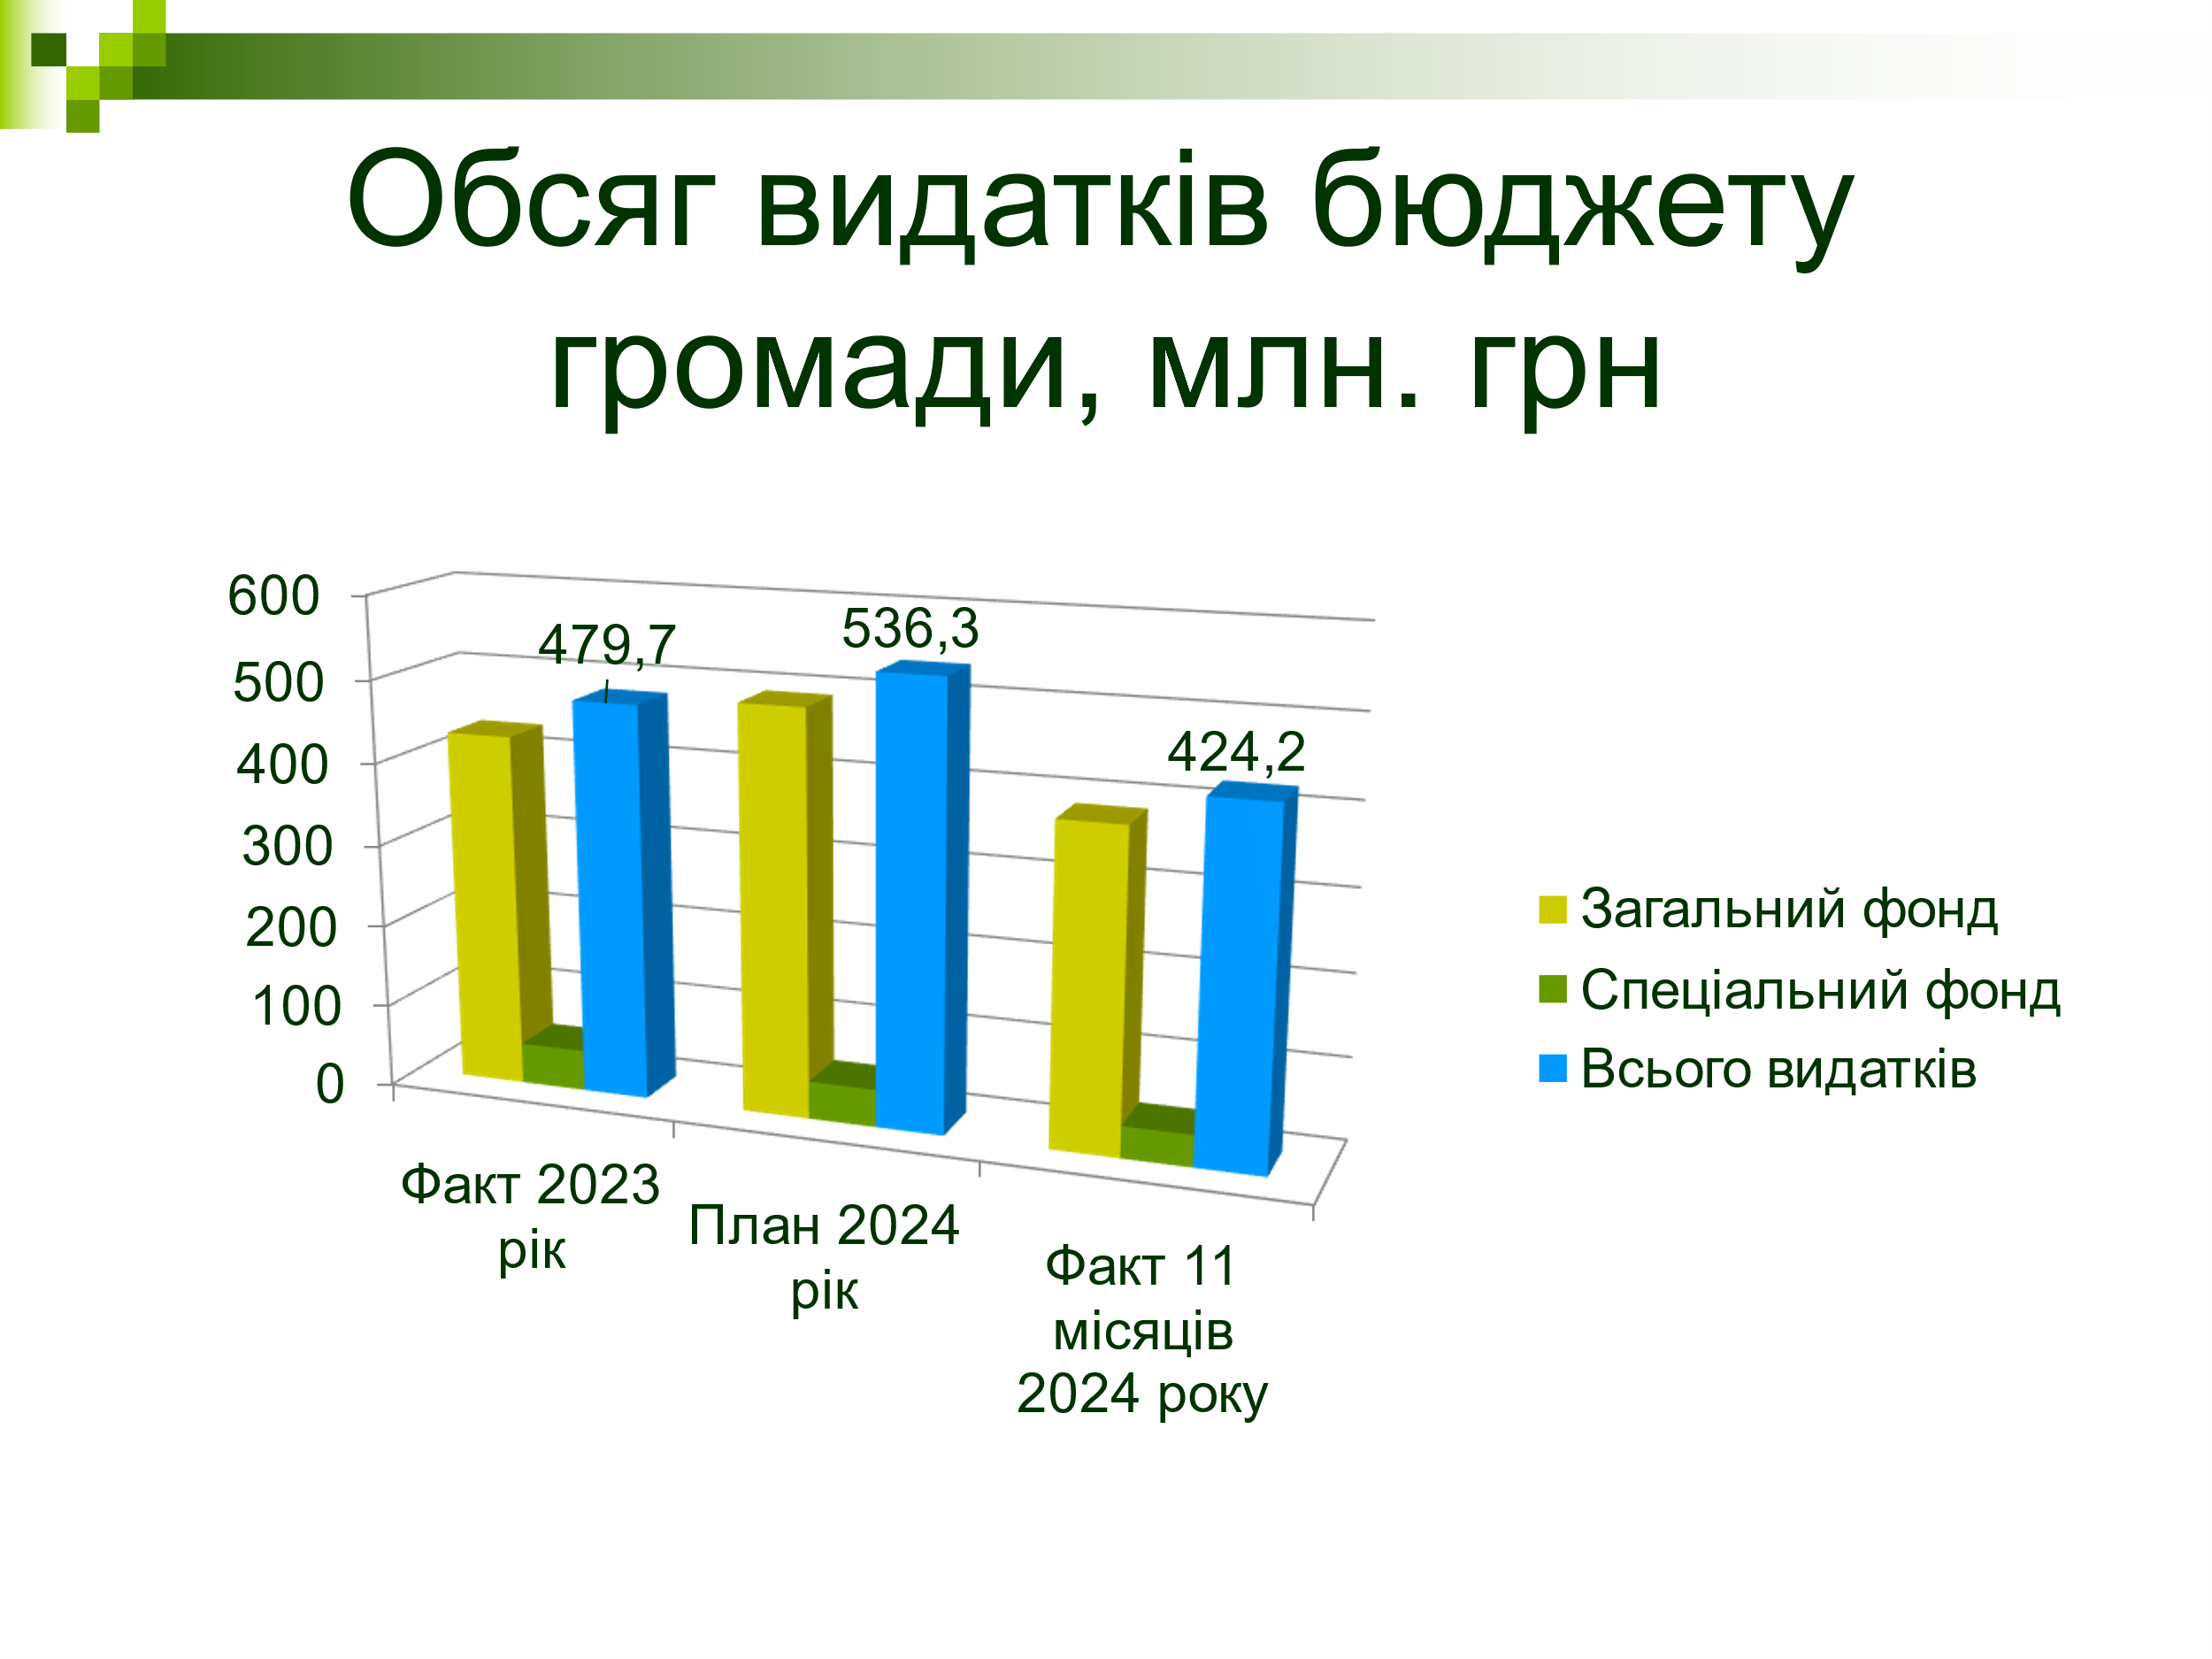 Обсяг видатків бюджету
громади, млн. грн
600
500
400
300
200
100
0
479,7
536,3
424,2
Факт 2023
рік
План 2024
рік
Факт 11
місяців
2024 року
Загальний фонд
Спеціальний фонд
Всього видатків